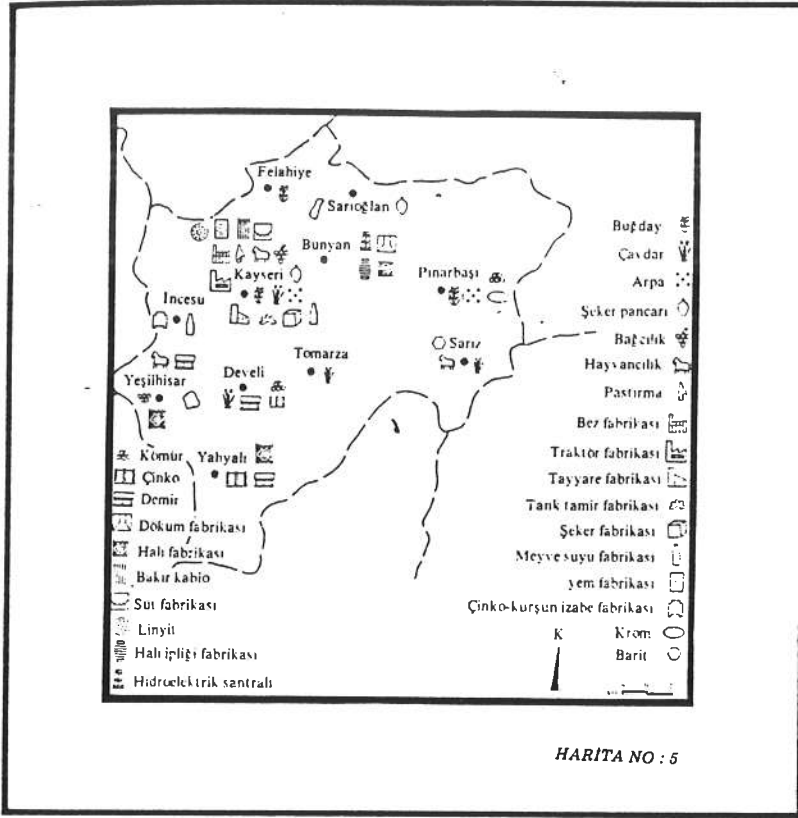 Felahiye
Sarıoğlan
Bunyan
Kayseri
Pınarbaşı
İncesu
Sarız
Tomarza
Develi
Yeşilhisar
Yahyalı
Kömür
Çinko
Demir
Döküm fabrikası
Halı fabrikası
Bakır kablo
Sut fabrikası
Linyit
Halı ipliği fabrikası
Hidroelektrik santralı
Buğday
Çavdar
Arpa
Şeker pancarı
Bağcılık
Hayvancılık
Pastırma
Bez fabrikası
Traktör fabrikası
Tayyare fabrikası
Tank tamir fabrikası
Şeker fabrikası
Meyve suyu fabrikası
yem fabrikası
Çinko-kurşun izabe fabrikası
Krom
Barit
K
HARİTA NO : 5